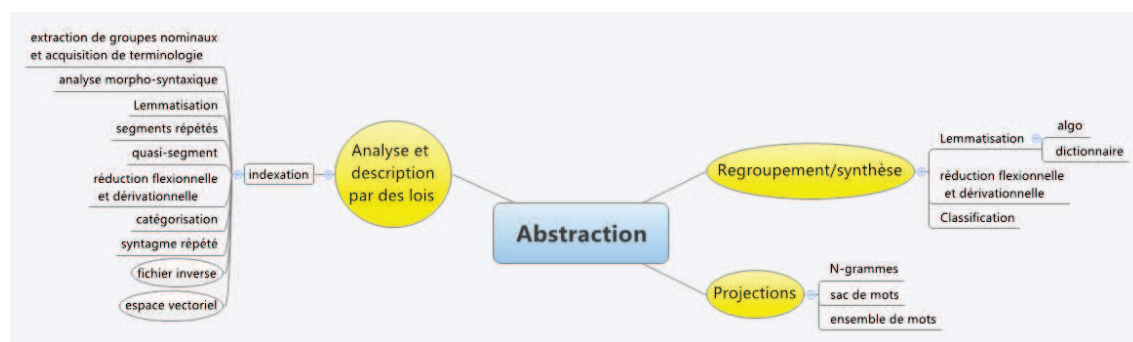 extraction de groupes nominaux
et acquisition de terminologie
analyse morpho-syntaxique
Lemmatisation
segments répétés
quasi-segment
réduction flexionnelle
et dérivationnelle
catégorisation
syntagme répété
fichier inverse
espace vectoriel
indexation
Analyse et
description
par des lois
Abstraction
Regroupement/synthèse
Lemmatisation
algo
dictionnaire
réduction flexionnelle
et dérivationnelle
Classification
Projections
N-grammes
sac de mots
ensemble de mots